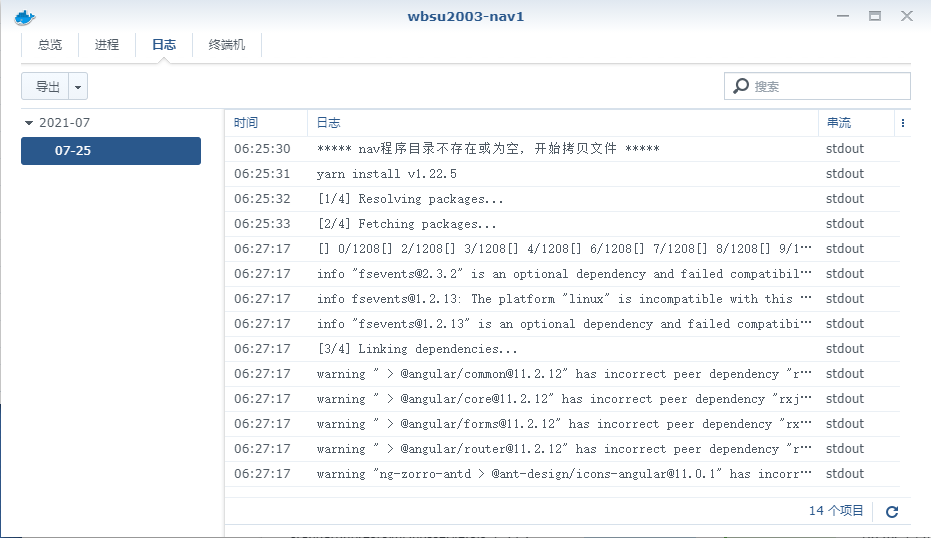 wbsu2003-nav1
总览 进程 日志 终端机
导出 搜索
2021-07
07-25
时间 日志 串流
06:25:30 ***** nav程序目录不存在或为空, 开始拷贝文件 ***** stdout
06:25:31 yarn install v1.22.5 stdout
06:25:32 [1/4] Resolving packages... stdout
06:25:33 [2/4] Fetching packages... stdout
06:27:17 [] 0/1208[] 2/1208[] 3/1208[] 4/1208[] 6/1208[] 7/1208[] 8/1208[] 9/1… stdout
06:27:17 info "fsevents@2.3.2" is an optional dependency and failed compatibil… stdout
06:27:17 info fsevents@1.2.13: The platform "linux" is incompatible with this … stdout
06:27:17 info "fsevents@1.2.13" is an optional dependency and failed compatibi… stdout
06:27:17 [3/4] Linking dependencies... stdout
06:27:17 warning " > @angular/common@11.2.12" has incorrect peer dependency "r… stdout
06:27:17 warning " > @angular/core@11.2.12" has incorrect peer dependency "rxj… stdout
06:27:17 warning " > @angular/forms@11.2.12" has incorrect peer dependency "rx… stdout
06:27:17 warning " > @angular/router@11.2.12" has incorrect peer dependency "r… stdout
06:27:17 warning "ng-zorro-antd > @ant-design/icons-angular@11.0.1" has incorr… stdout
14 个项目